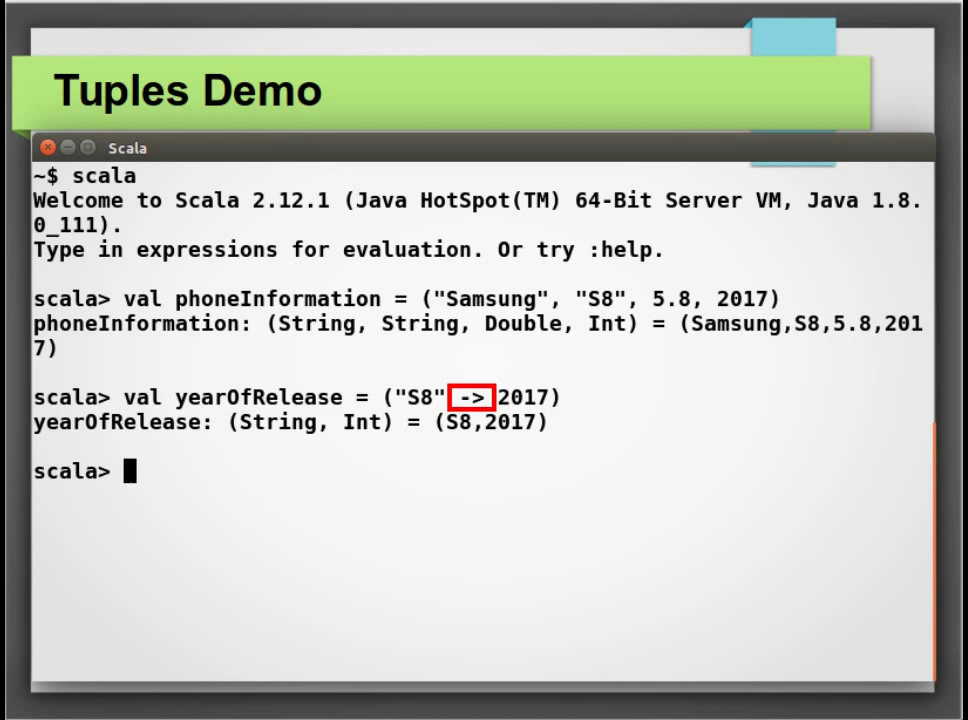 Tuples Demo
Scala
~$ scala
Welcome to Scala 2.12.1 (Java HotSpot(TM) 64-Bit Server VM, Java 1.8.
0_111).
Type in expressions for evaluation. Or try :help.
scala> val phoneInformation = ("Samsung", "S8", 5.8, 2017)
phoneInformation: (String, String, Double, Int) = (Samsung,S8,5.8,201
7)
scala> val yearOfRelease = ("S8" -> 2017)
yearOfRelease: (String, Int) = (S8,2017)
scala>